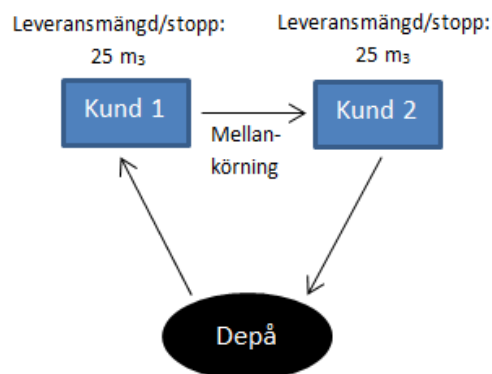 Leveransmängd/stopp:
25 m₃
Leveransmängd/stopp:
25 m₃
Kund 1
Kund 2
Mellan-
körning
Depå